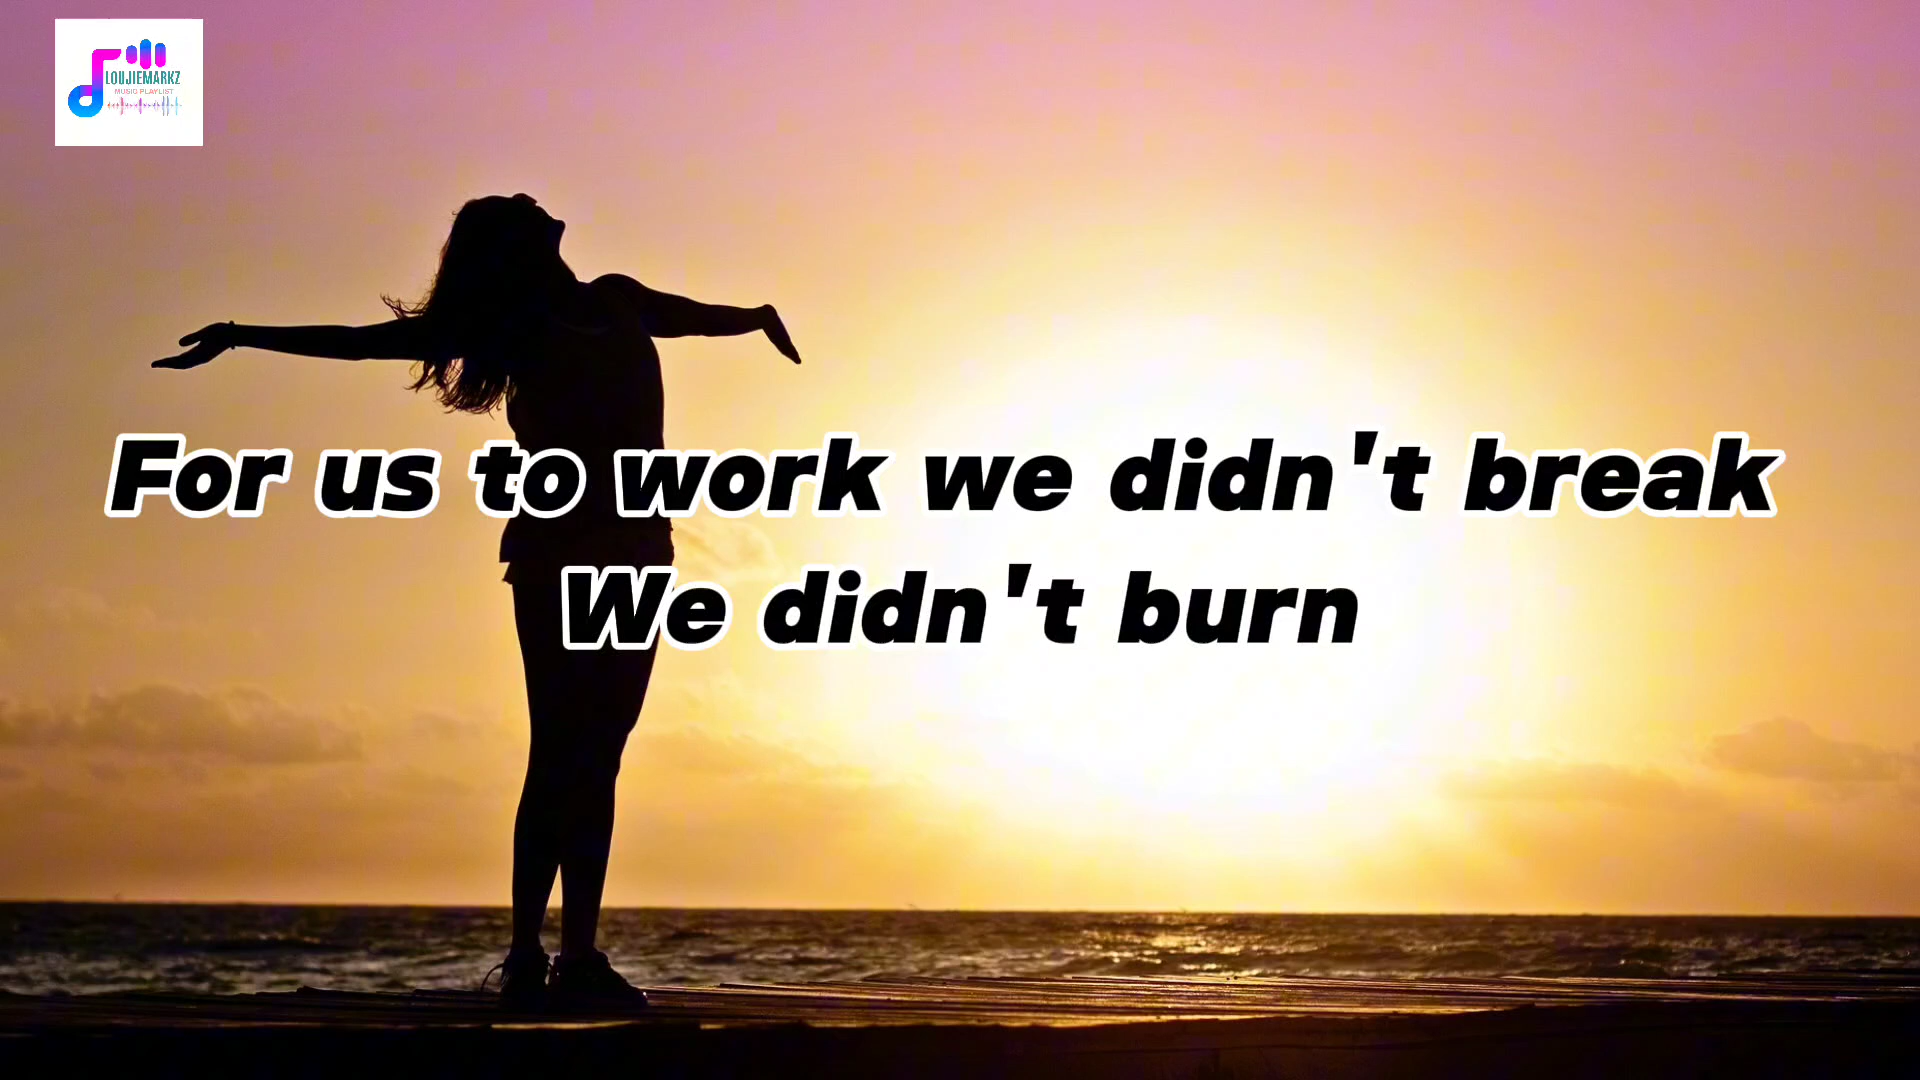 LOUJIEMARKZ
MUSIC PLAYLIST
For us to work we didn't break
We didn't burn